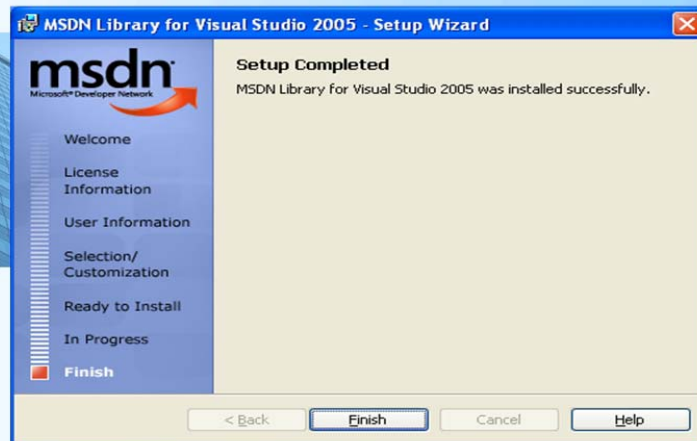 MSDN Library for Visual Studio 2005 - Setup Wizard
msdn
Microsoft® Developer Network
Welcome
License
Information
User Information
Selection/
Customization
Ready to Install
In Progress
Finish
Setup Completed
MSDN Library for Visual Studio 2005 was installed successfully.
< Back
Finish
Cancel
Help